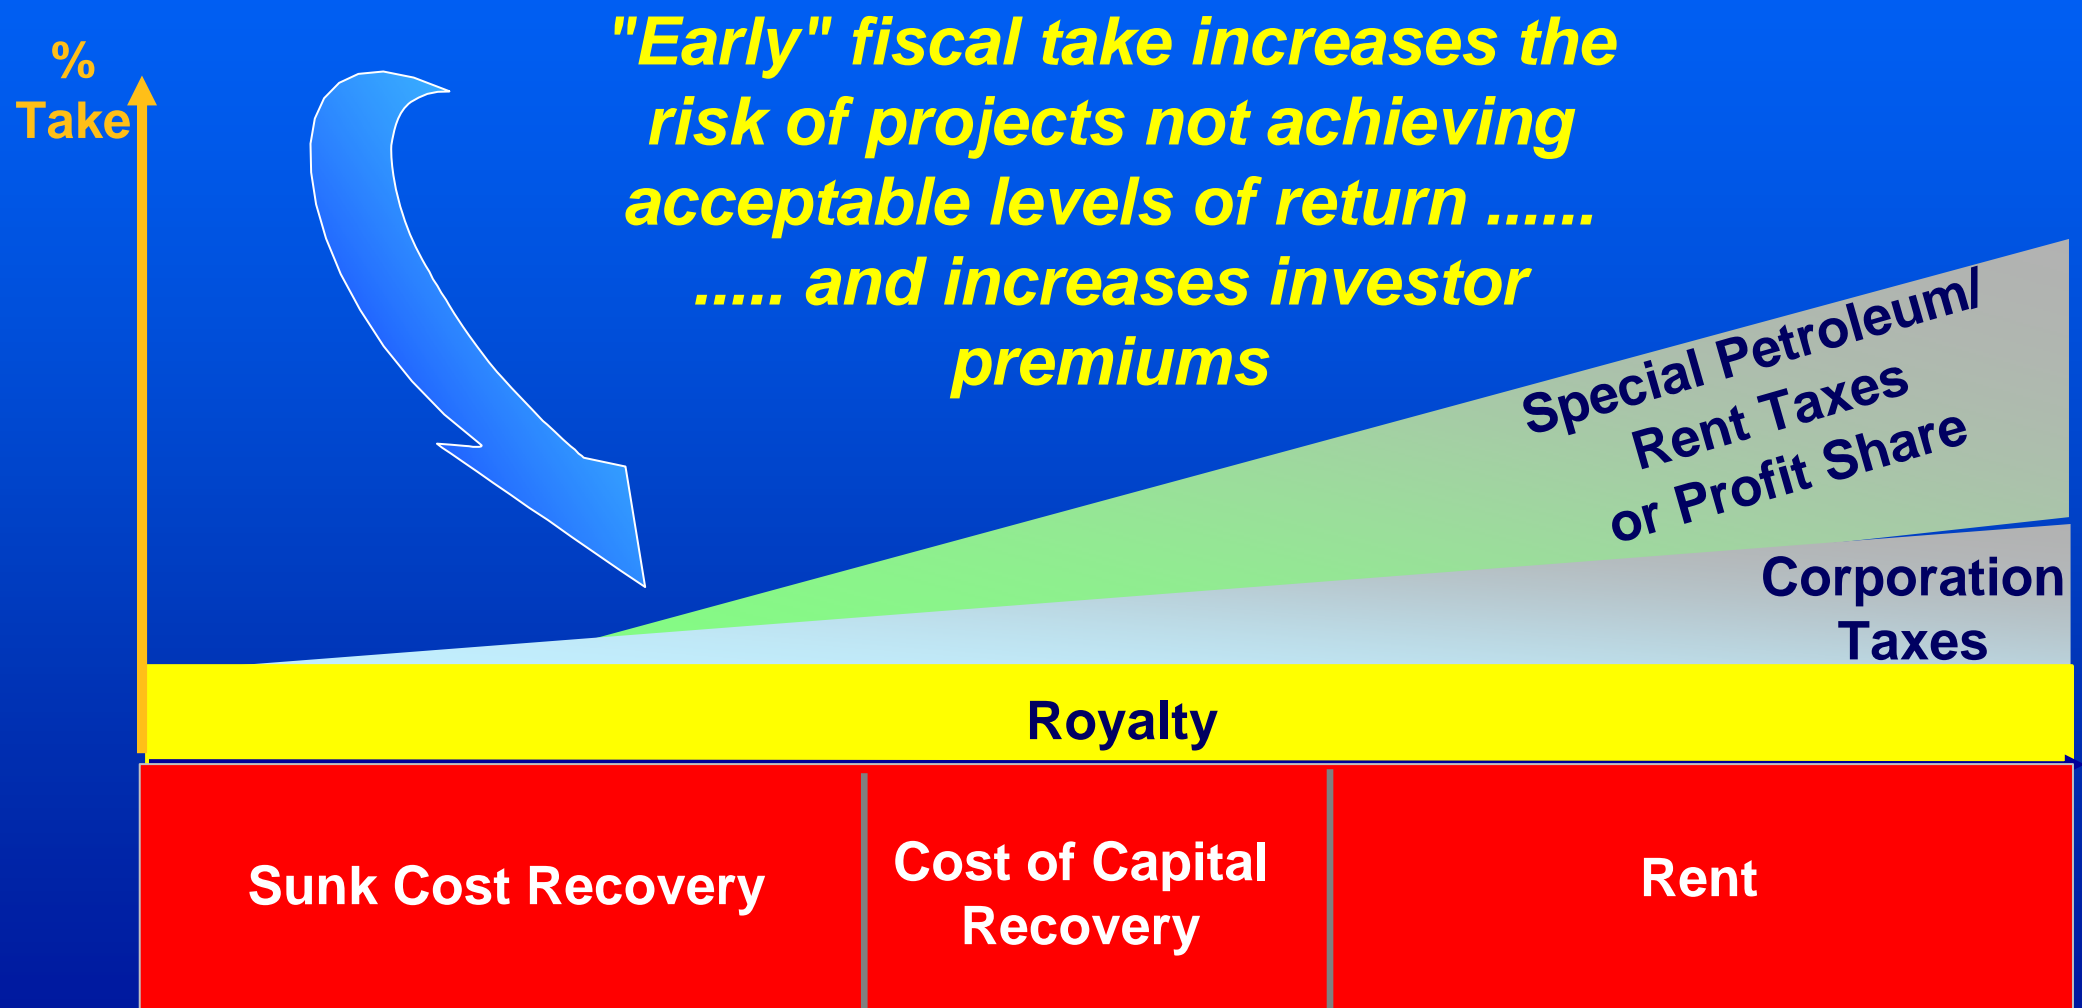 %
Take
"Early" fiscal take increases the
risk of projects not achieving
acceptable levels of return ......
..... and increases investor
premiums
Special Petroleum/
Rent Taxes
or Profit Share
Corporation
Taxes
Royalty
Sunk Cost Recovery
Cost of Capital
Recovery
Rent